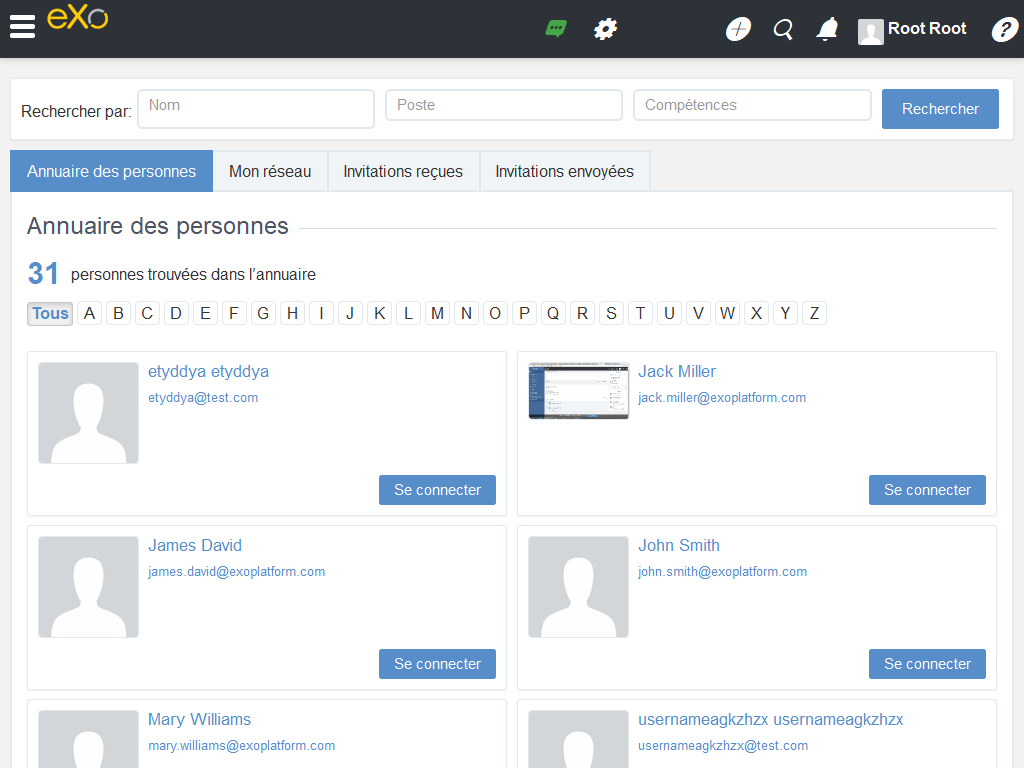 eXo
Root Root
?
Rechercher par:
Nom
Poste
Compétences
Rechercher
Annuaire des personnes
Mon réseau
Invitations reçues
Invitations envoyées
Annuaire des personnes
31 personnes trouvées dans l’annuaire
Tous A B C D E F G H I J K L M N O P Q R S T U V W X Y Z
etyddya etyddya
etyddya@test.com
Se connecter
Jack Miller
jack.miller@exoplatform.com
Se connecter
James David
james.david@exoplatform.com
Se connecter
John Smith
john.smith@exoplatform.com
Se connecter
Mary Williams
mary.williams@exoplatform.com
usernameagkzhzx usernameagkzhzx
usernameagkzhzx@test.com